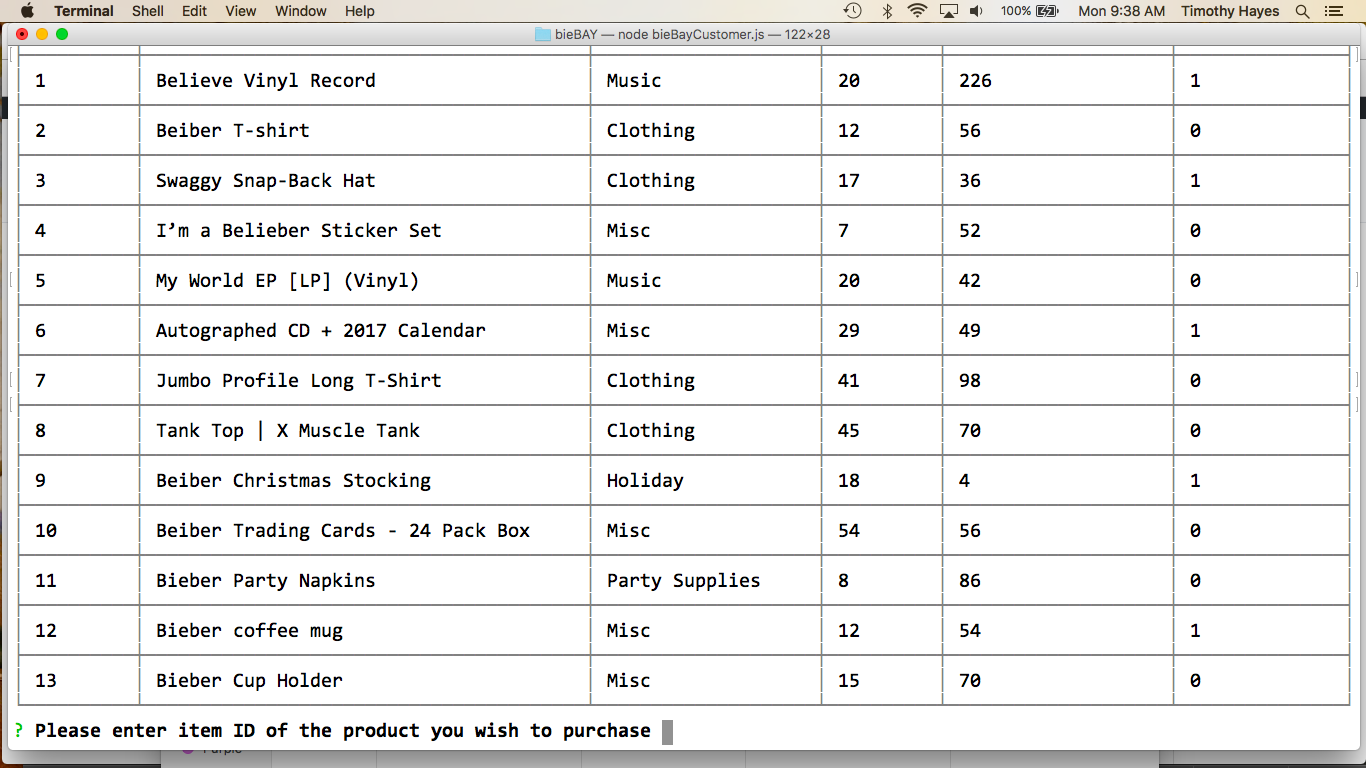 Terminal Shell Edit View Window Help 100% Mon 9:38 AM Timothy Hayes
bieBAY — node bieBayCustomer.js — 122×28
1 Believe Vinyl Record Music 20 226 1
2 Beiber T-shirt Clothing 12 56 0
3 Swaggy Snap-Back Hat Clothing 17 36 1
4 I’m a Belieber Sticker Set Misc 7 52 0
5 My World EP [LP] (Vinyl) Music 20 42 0
6 Autographed CD + 2017 Calendar Misc 29 49 1
7 Jumbo Profile Long T-Shirt Clothing 41 98 0
8 Tank Top | X Muscle Tank Clothing 45 70 0
9 Beiber Christmas Stocking Holiday 18 4 1
10 Beiber Trading Cards - 24 Pack Box Misc 54 56 0
11 Bieber Party Napkins Party Supplies 8 86 0
12 Bieber coffee mug Misc 12 54 1
13 Bieber Cup Holder Misc 15 70 0
? Please enter item ID of the product you wish to purchase
Purple